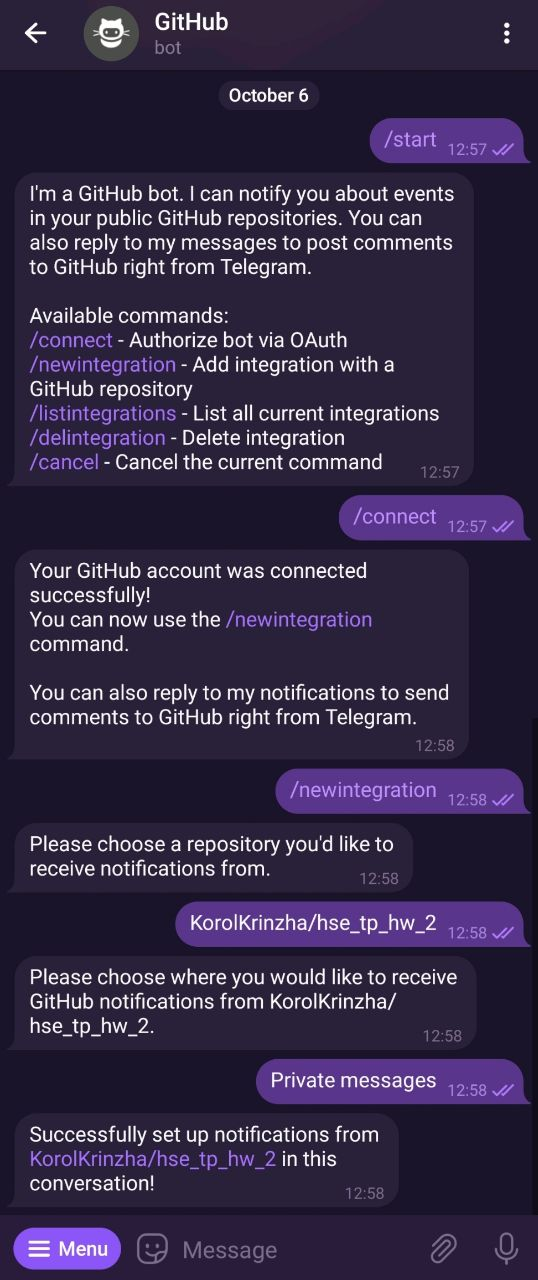 GitHub
bot
October 6
/start 12:57
I'm a GitHub bot. I can notify you about events
in your public GitHub repositories. You can
also reply to my messages to post comments
to GitHub right from Telegram.
Available commands:
/connect - Authorize bot via OAuth
/newintegration - Add integration with a
GitHub repository
/listintegrations - List all current integrations
/delintegration - Delete integration
/cancel - Cancel the current command 12:57
/connect 12:57
Your GitHub account was connected
successfully!
You can now use the /newintegration
command.
You can also reply to my notifications to send
comments to GitHub right from Telegram.
12:58
/newintegration 12:58
Please choose a repository you'd like to
receive notifications from. 12:58
KorolKrinzha/hse_tp_hw_2 12:58
Please choose where you would like to receive
GitHub notifications from KorolKrinzha/
hse_tp_hw_2. 12:58
Private messages 12:58
Successfully set up notifications from
KorolKrinzha/hse_tp_hw_2 in this
conversation! 12:58
Menu Message